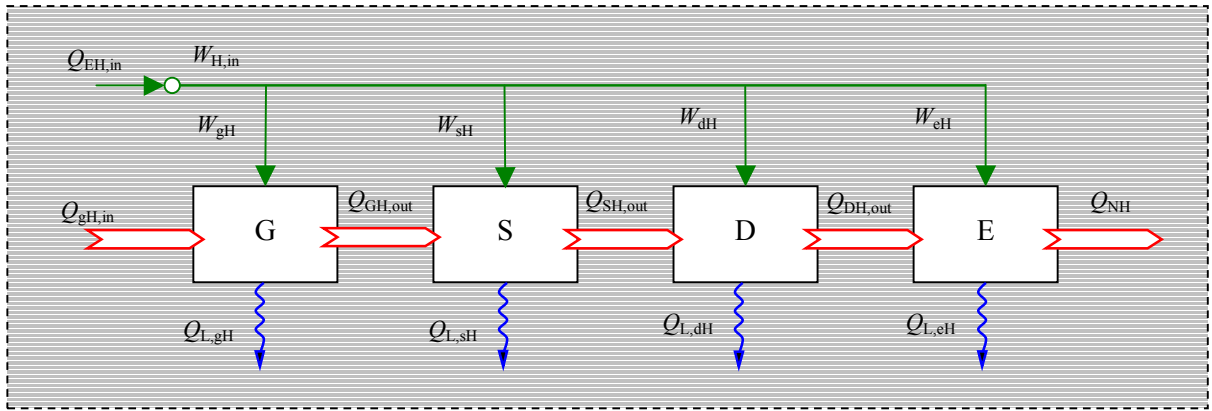 Q_EH,in
W_H,in
W_gH
W_sH
W_dH
W_eH
Q_gH,in
G
Q_GH,out
S
Q_SH,out
D
Q_DH,out
E
Q_NH
Q_L,gH
Q_L,sH
Q_L,dH
Q_L,eH